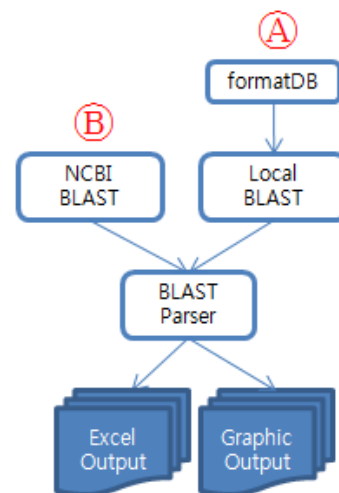 A
formatDB
B
NCBI
BLAST
Local
BLAST
BLAST
Parser
Excel
Output
Graphic
Output